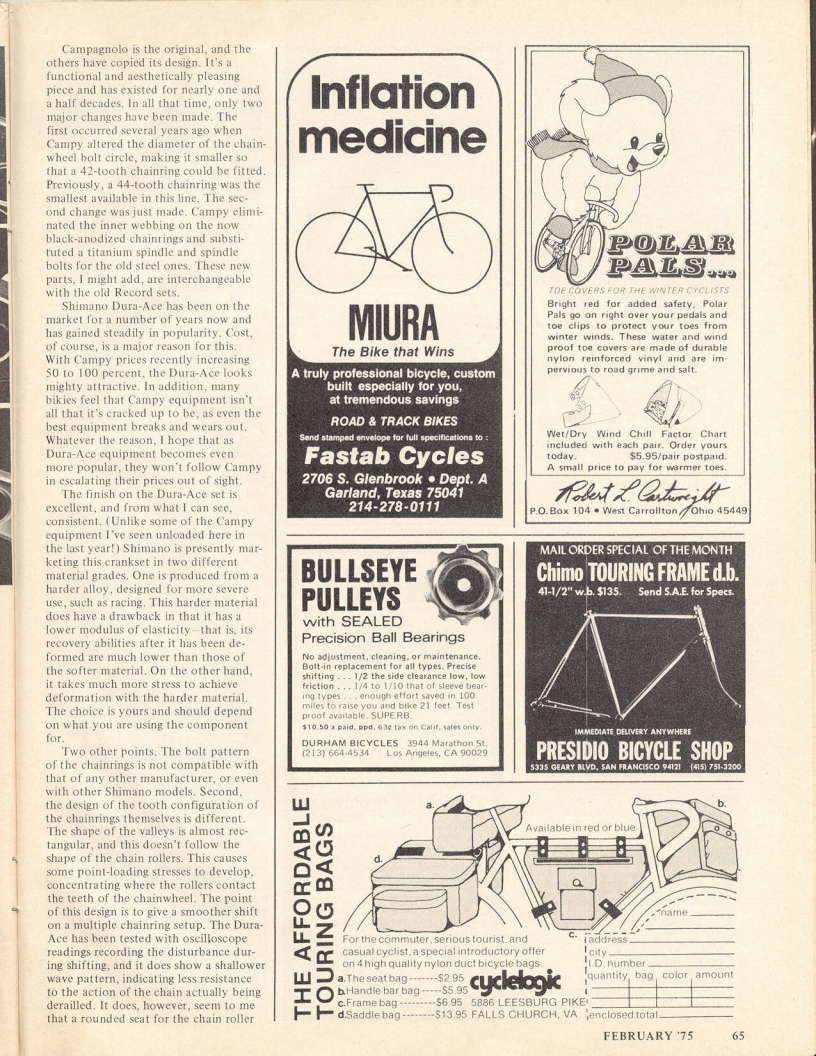 Campagnolo is the original, and the
others have copied its design. It's a
functional and aesthetically pleasing
piece and has existed for nearly one and
a half decades. In all that time, only two
major changes have been made. The
first occurred several years ago when
Campy altered the diameter of the chain-
wheel bolt circle, making it smaller so
that a 42-tooth chainring could be fitted.
Previously, a 44-tooth chainring was the
smallest available in this line. The sec-
ond change was just made. Campy elimi-
nated the inner webbing on the now
black-anodized chainrings and substi-
tuted a titanium spindle and spindle
bolts for the old steel ones. These new
parts, I might add, are interchangeable
with the old Record sets.
Shimano Dura-Ace has been on the
market for a number of years now and
has gained steadily in popularity. Cost,
of course, is a major reason for this.
With Campy prices recently increasing
50 to 100 percent, the Dura-Ace looks
mighty attractive. In addition, many
bikies feel that Campy equipment isn't
all that it's cracked up to be, as even the
best equipment breaks and wears out.
Whatever the reason, I hope that as
Dura-Ace equipment becomes even
more popular, they won't follow Campy
in escalating their prices out of sight.
The finish on the Dura-Ace set is
excellent, and from what I can see,
consistent. (Unlike some of the Campy
equipment I've seen unloaded here in
the last year!) Shimano is presently mar-
keting this crankset in two different
material grades. One is produced from a
harder alloy, designed for more severe
use, such as racing. This harder material
does have a drawback in that it has a
lower modulus of elasticity—that is, its
recovery abilities after it has been de-
formed are much lower than those of
the softer material. On the other hand,
it takes much more stress to achieve
deformation with the harder material.
The choice is yours and should depend
on what you are using the component
for.
Two other points. The bolt pattern
of the chainrings is not compatible with
that of any other manufacturer, or even
with other Shimano models. Second,
the design of the tooth configuration of
the chainrings themselves is different.
The shape of the valleys is almost rec-
tangular, and this doesn't follow the
shape of the chain rollers. This causes
some point-loading stresses to develop,
concentrating where the rollers contact
the teeth of the chainwheel. The point
of this design is to give a smoother shift
on a multiple chainring setup. The Dura-
Ace has been tested with oscilloscope
readings recording the disturbance dur-
ing shifting, and it does show a shallower
wave pattern, indicating less resistance
to the action of the chain actually being
derailled. It does, however, seem to me
that a rounded seat for the chain roller
Inflation
medicine
MIURA
The Bike that Wins
A truly professional bicycle, custom
built especially for you,
at tremendous savings
ROAD & TRACK BIKES
Send stamped envelope for full specifications to :
Fastab Cycles
2706 S. Glenbrook • Dept. A
Garland, Texas 75041
214-278-0111
POLAR
PALS...
TOE COVERS FOR THE WINTER CYCLISTS
Bright red for added safety, Polar
Pals go on right over your pedals and
toe clips to protect your toes from
winter winds. These water and wind
proof toe covers are made of durable
nylon reinforced vinyl and are im-
pervious to road grime and salt.
Wet/Dry Wind Chill Factor Chart
included with each pair. Order yours
today. $5.95/pair postpaid.
A small price to pay for warmer toes.
Robert L. Cartwright
P.O. Box 104 • West Carrollton, Ohio 45449
BULLSEYE
PULLEYS
with SEALED
Precision Ball Bearings
No adjustment, cleaning, or maintenance.
Bolt-in replacement for all types. Precise
shifting . . . 1/2 the side clearance low, low
friction . . . 1/4 to 1/10 that of sleeve bear-
ing types . . . enough effort saved in 100
miles to raise you and bike 21 feet. Test
proof available. SUPERB.
$10.50 a paid, ppd. 63¢ tax on Calif. sales only.
DURHAM BICYCLES 3944 Marathon St.
(213) 664-4534 Los Angeles, CA 90029
MAIL ORDER SPECIAL OF THE MONTH
Chimo TOURING FRAME d.b.
41-1/2" w.b. $135. Send S.A.E. for Specs.
IMMEDIATE DELIVERY ANYWHERE
PRESIDIO BICYCLE SHOP
5335 GEARY BLVD, SAN FRANCISCO 94121 (415) 751-3200
THE AFFORDABLE
TOURING BAGS
a.
b.
Available in red or blue
d.
c.
For the commuter, serious tourist, and
casual cyclist, a special introductory offer
on 4 high quality nylon duct bicycle bags.
a.The seat bag -------$2.95
b.Handle bar bag -----$5.95
c.Frame bag ---------$6.95
d.Saddle bag --------$13.95
cyclelogic
5886 LEESBURG PIKE
FALLS CHURCH, VA
name
address
city
I.D. number
quantity bag color amount
enclosed total
FEBRUARY '75 65